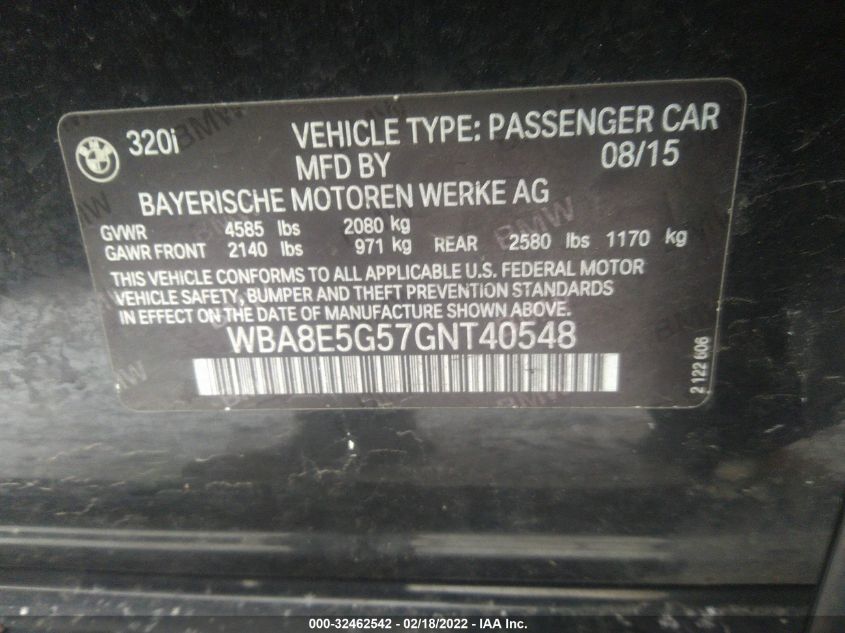 320i VEHICLE TYPE: PASSENGER CAR
MFD BY 08/15
BAYERISCHE MOTOREN WERKE AG
GVWR 4585 lbs 2080 kg
GAWR FRONT 2140 lbs 971 kg REAR 2580 lbs 1170 kg
THIS VEHICLE CONFORMS TO ALL APPLICABLE U.S. FEDERAL MOTOR
VEHICLE SAFETY, BUMPER AND THEFT PREVENTION STANDARDS
IN EFFECT ON THE DATE OF MANUFACTURE SHOWN ABOVE.
WBA8E5G57GNT40548
2 122 606
000-32462542 - 02/18/2022 - IAA Inc.